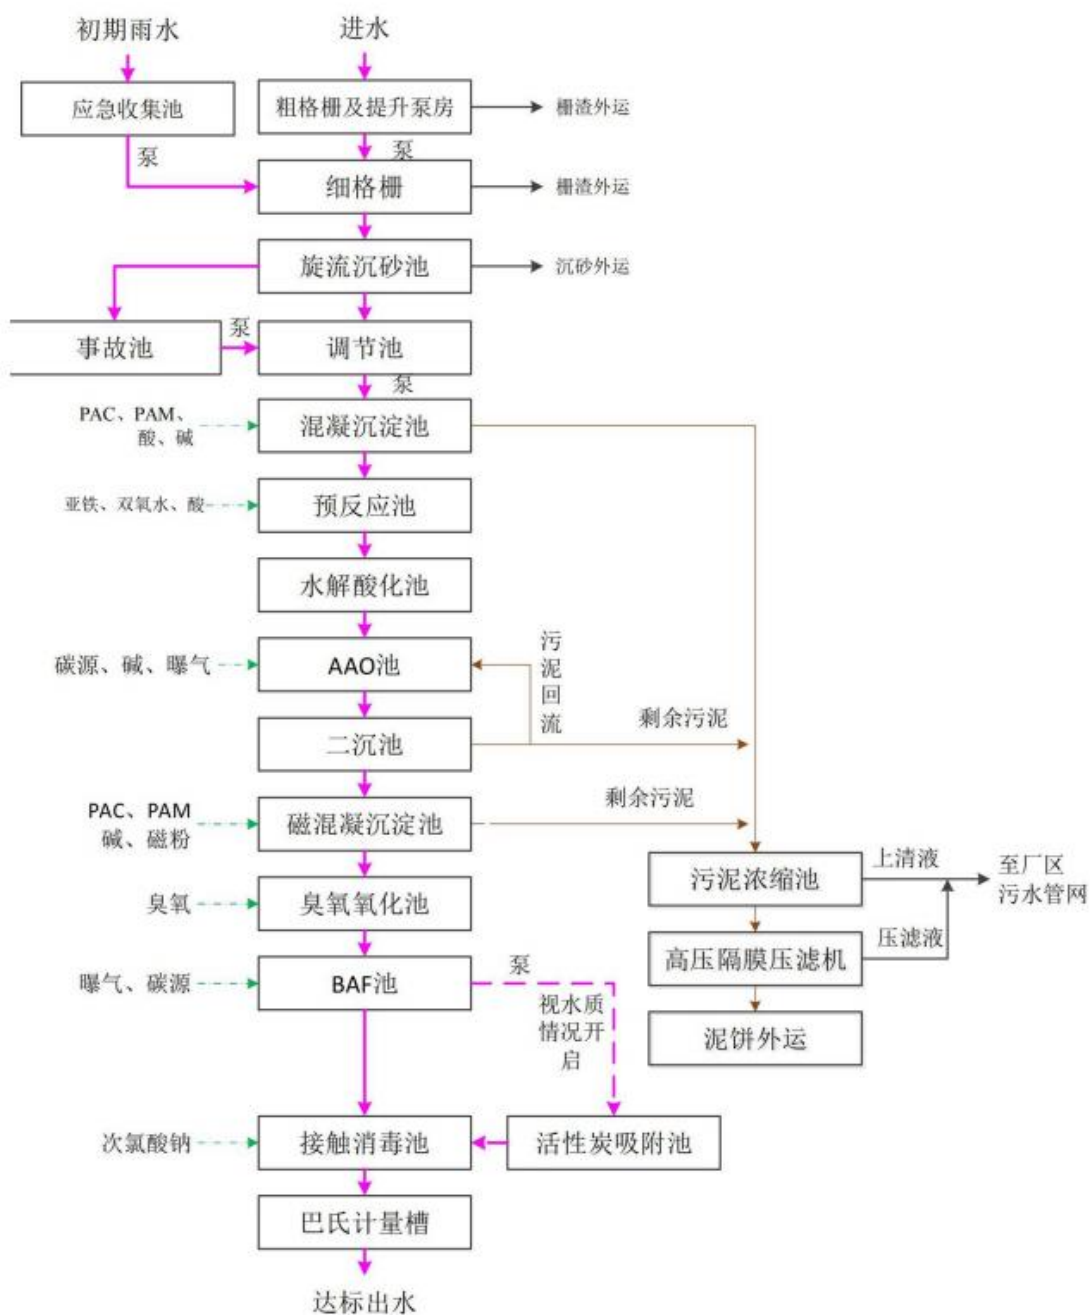 初期雨水
进水
应急收集池
粗格栅及提升泵房
栅渣外运
泵
泵
细格栅
栅渣外运
旋流沉砂池
沉砂外运
事故池
泵
调节池
泵
PAC、PAM、
酸、碱
混凝沉淀池
亚铁、双氧水、酸
预反应池
水解酸化池
碳源、碱、曝气
AAO池
污
泥
回
流
二沉池
剩余污泥
PAC、PAM
碱、磁粉
磁混凝沉淀池
剩余污泥
污泥浓缩池
上清液
至厂区
污水管网
臭氧
臭氧氧化池
高压隔膜压滤机
压滤液
曝气、碳源
BAF池
泵
视水质
情况开
启
泥饼外运
次氯酸钠
接触消毒池
活性炭吸附池
巴氏计量槽
达标出水